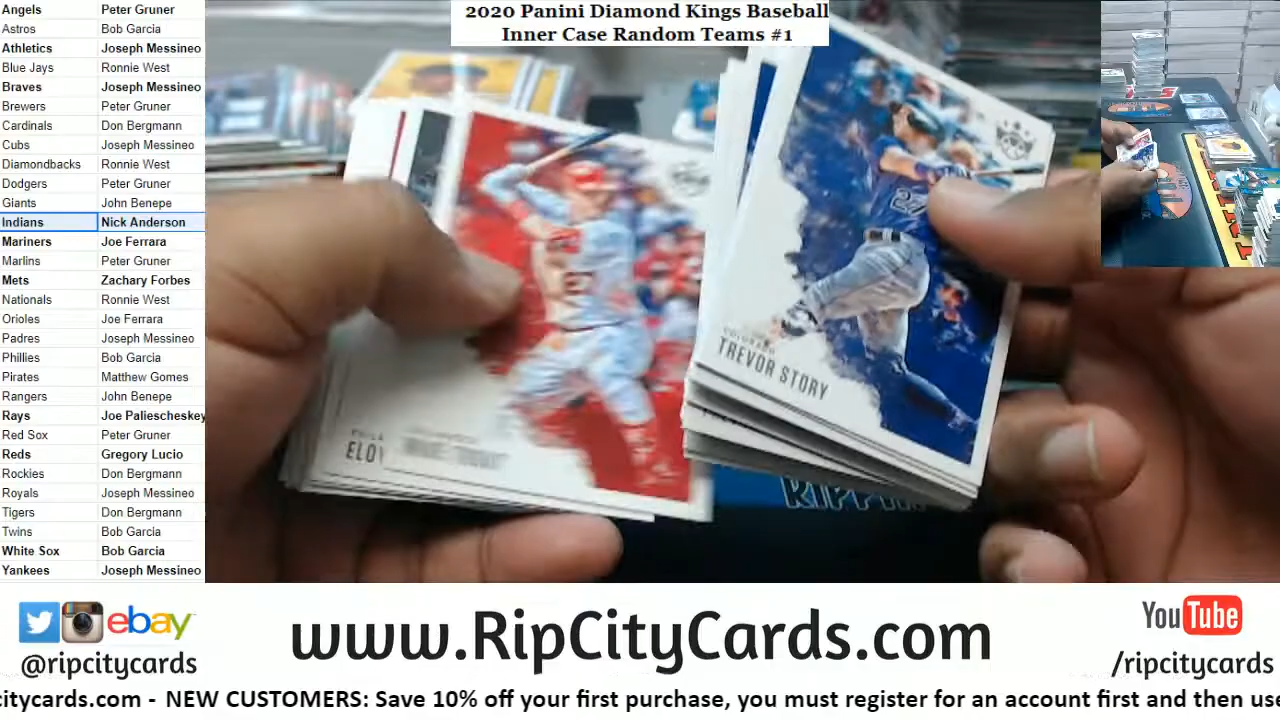 2020 Panini Diamond Kings Baseball
Inner Case Random Teams #1
Angels Peter Gruner
Astros Bob Garcia
Athletics Joseph Messineo
Blue Jays Ronnie West
Braves Joseph Messineo
Brewers Peter Gruner
Cardinals Don Bergmann
Cubs Joseph Messineo
Diamondbacks Ronnie West
Dodgers Peter Gruner
Giants John Benepe
Indians Nick Anderson
Mariners Joe Ferrara
Marlins Peter Gruner
Mets Zachary Forbes
Nationals Ronnie West
Orioles Joe Ferrara
Padres Joseph Messineo
Phillies Bob Garcia
Pirates Matthew Gomes
Rangers John Benepe
Rays Joe Paliescheskey
Red Sox Peter Gruner
Reds Gregory Lucio
Rockies Don Bergmann
Royals Joseph Messineo
Tigers Don Bergmann
Twins Bob Garcia
White Sox Bob Garcia
Yankees Joseph Messineo
27
COLORADO
TREVOR STORY
27
ELOY
RIPPIN
ebay
@ripcitycards
www.RipCityCards.com
YouTube
/ripcitycards
citycards.com - NEW CUSTOMERS: Save 10% off your first purchase, you must register for an account first and then use